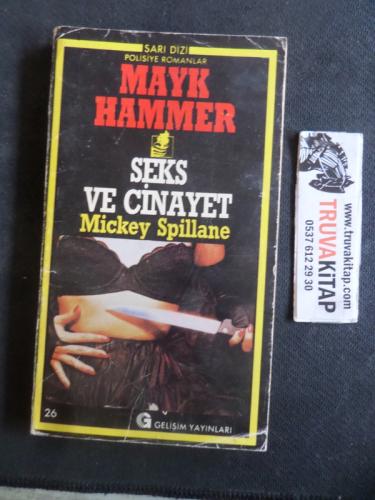 SARI DİZİ
POLİSİYE ROMANLAR
MAYK
HAMMER
SEKS
VE CİNAYET
Mickey Spillane
26
G GELİŞİM YAYINLARI
www.truvakitap.com
TRUVAKİTAP
0537 612 29 30